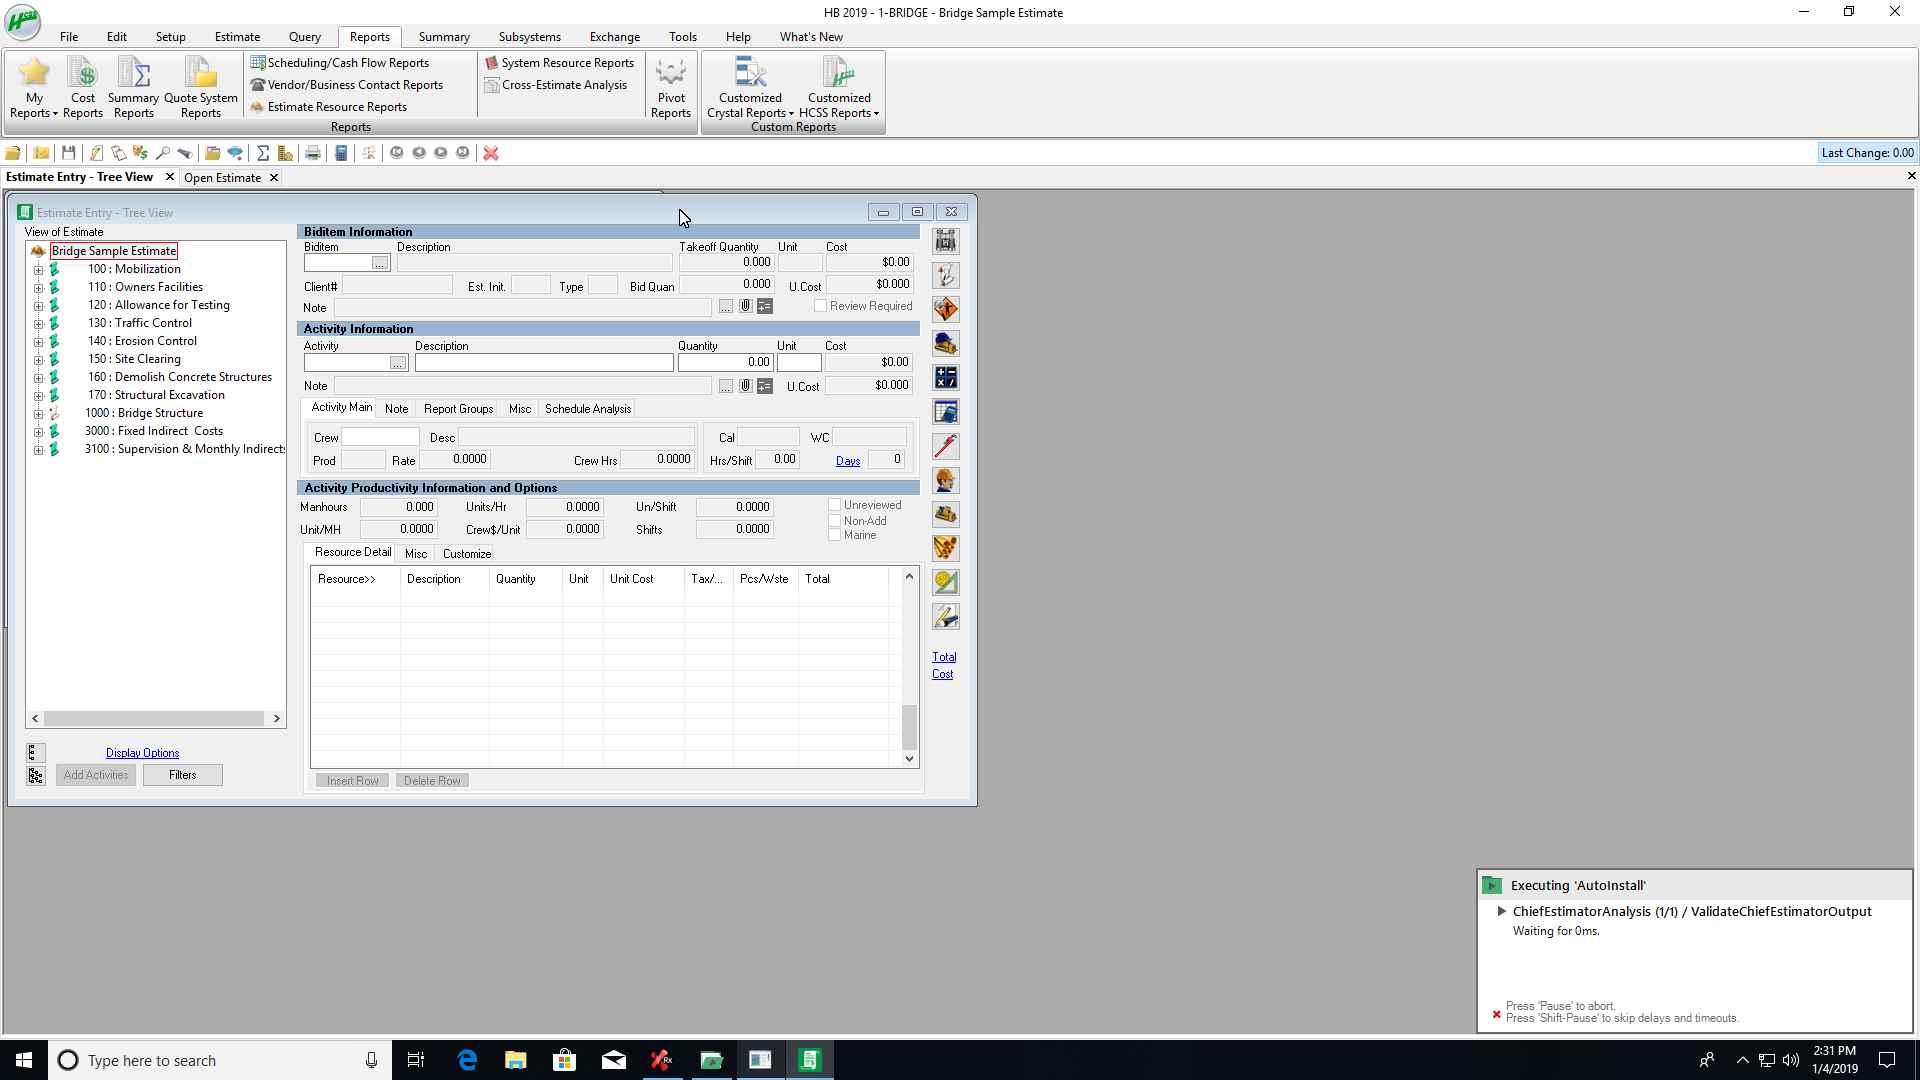 HB 2019 - 1-BRIDGE - Bridge Sample Estimate
File Edit Setup Estimate Query Reports Summary Subsystems Exchange Tools Help What's New
My Reports
Cost Reports
Summary Reports
Quote System Reports
Scheduling/Cash Flow Reports
Vendor/Business Contact Reports
Estimate Resource Reports
System Resource Reports
Cross-Estimate Analysis
Pivot Reports
Customized Crystal Reports
Customized HCSS Reports
Reports
Custom Reports
Last Change: 0.00
Estimate Entry - Tree View
Open Estimate
Estimate Entry - Tree View
View of Estimate
Bridge Sample Estimate
100 : Mobilization
110 : Owners Facilities
120 : Allowance for Testing
130 : Traffic Control
140 : Erosion Control
150 : Site Clearing
160 : Demolish Concrete Structures
170 : Structural Excavation
1000 : Bridge Structure
3000 : Fixed Indirect Costs
3100 : Supervision & Monthly Indirects
Display Options
Add Activities
Filters
Biditem Information
Biditem Description Takeoff Quantity Unit Cost
... 0.000 $0.00
Client# Est. Init. Type Bid Quan 0.000 U.Cost $0.000
Note ... Review Required
Activity Information
Activity Description Quantity Unit Cost
... 0.00 $0.00
Note ... U.Cost $0.000
Activity Main Note Report Groups Misc Schedule Analysis
Crew Desc Cal WC
Prod Rate 0.0000 Crew Hrs 0.0000 Hrs/Shift 0.00 Days 0
Activity Productivity Information and Options
Manhours 0.000 Units/Hr 0.0000 Un/Shift 0.0000 Unreviewed
Non-Add
Unit/MH 0.0000 Crew$/Unit 0.0000 Shifts 0.0000 Marine
Resource Detail Misc Customize
Resource>> Description Quantity Unit Unit Cost Tax/... Pcs/Wste Total
Insert Row
Delete Row
Total
Cost
Executing 'AutoInstall'
ChiefEstimatorAnalysis (1/1) / ValidateChiefEstimatorOutput
Waiting for 0ms.
Press 'Pause' to abort.
Press 'Shift-Pause' to skip delays and timeouts.
Type here to search
2:31 PM
1/4/2019